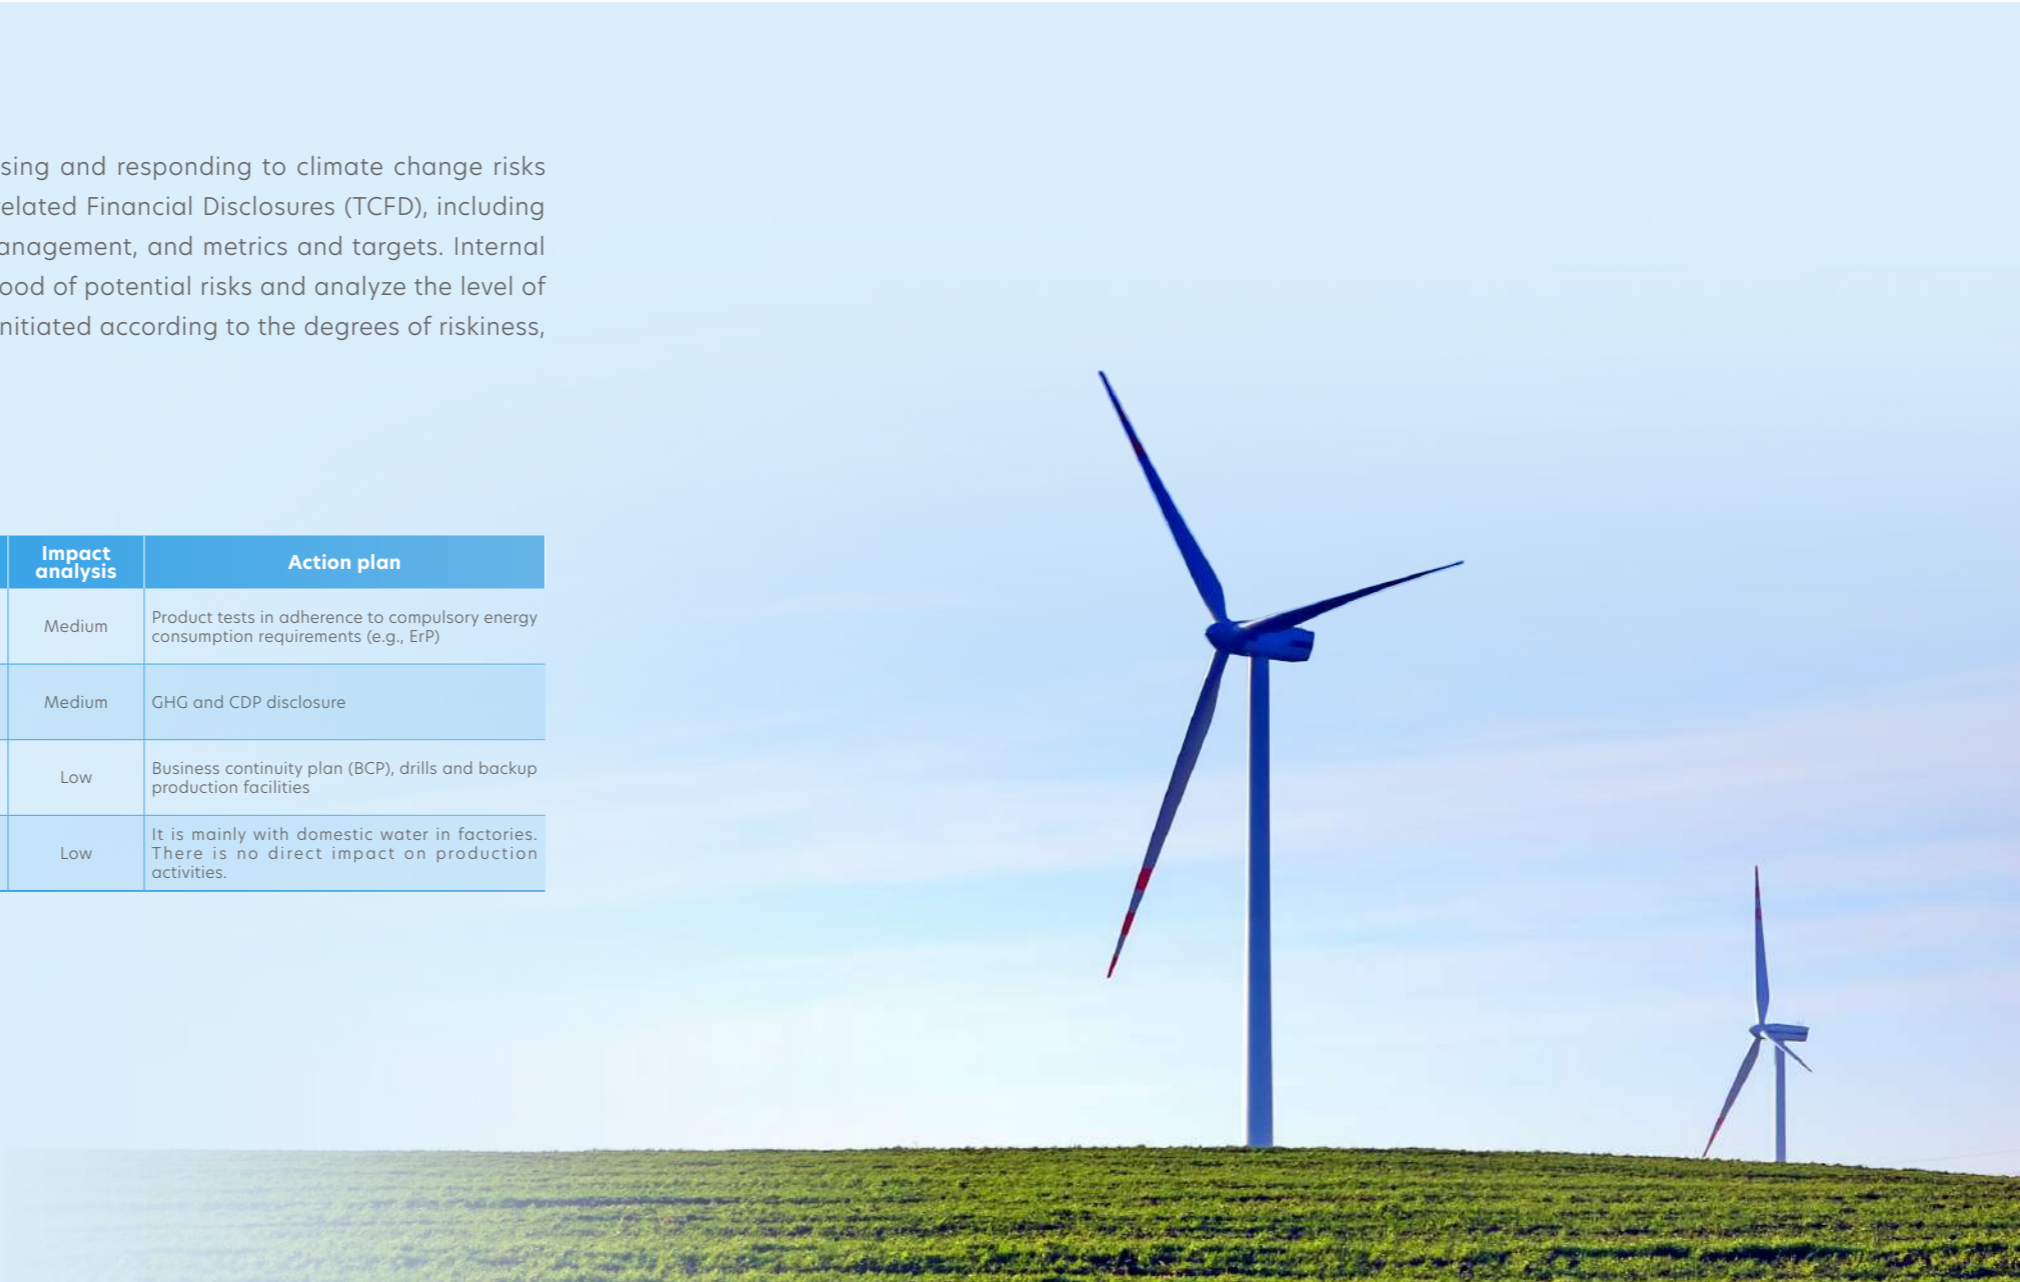 sing and responding to climate change risks
elated Financial Disclosures (TCFD), including
anagement, and metrics and targets. Internal
ood of potential risks and analyze the level of
nitiated according to the degrees of riskiness,
Impact
analysis
Action plan
Medium
Product tests in adherence to compulsory energy
consumption requirements (e.g., ErP)
Medium
GHG and CDP disclosure
Low
Business continuity plan (BCP), drills and backup
production facilities
Low
It is mainly with domestic water in factories.
There is no direct impact on production
activities.